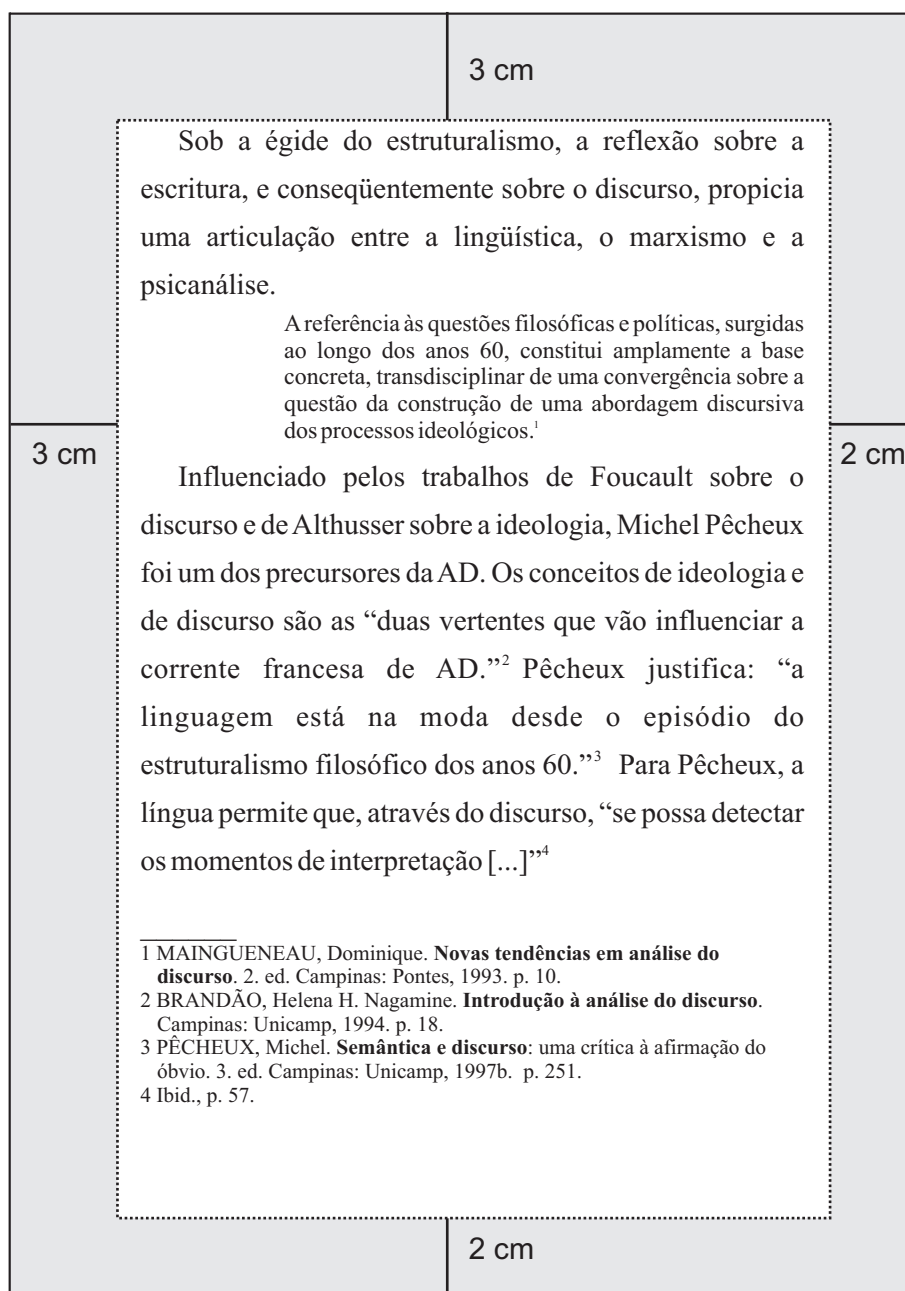 3 cm
Sob a égide do estruturalismo, a reflexão sobre a
escritura, e conseqüentemente sobre o discurso, propicia
uma articulação entre a lingüística, o marxismo e a
psicanálise.
A referência às questões filosóficas e políticas, surgidas
ao longo dos anos 60, constitui amplamente a base
concreta, transdisciplinar de uma convergência sobre a
questão da construção de uma abordagem discursiva
dos processos ideológicos.¹
3 cm
2 cm
Influenciado pelos trabalhos de Foucault sobre o
discurso e de Althusser sobre a ideologia, Michel Pêcheux
foi um dos precursores da AD. Os conceitos de ideologia e
de discurso são as “duas vertentes que vão influenciar a
corrente francesa de AD.”² Pêcheux justifica: “a
linguagem está na moda desde o episódio do
estruturalismo filosófico dos anos 60.”³ Para Pêcheux, a
língua permite que, através do discurso, “se possa detectar
os momentos de interpretação [...]”⁴
1 MAINGUENEAU, Dominique. Novas tendências em análise do
discurso. 2. ed. Campinas: Pontes, 1993. p. 10.
2 BRANDÃO, Helena H. Nagamine. Introdução à análise do discurso.
Campinas: Unicamp, 1994. p. 18.
3 PÊCHEUX, Michel. Semântica e discurso: uma crítica à afirmação do
óbvio. 3. ed. Campinas: Unicamp, 1997b. p. 251.
4 Ibid., p. 57.
2 cm